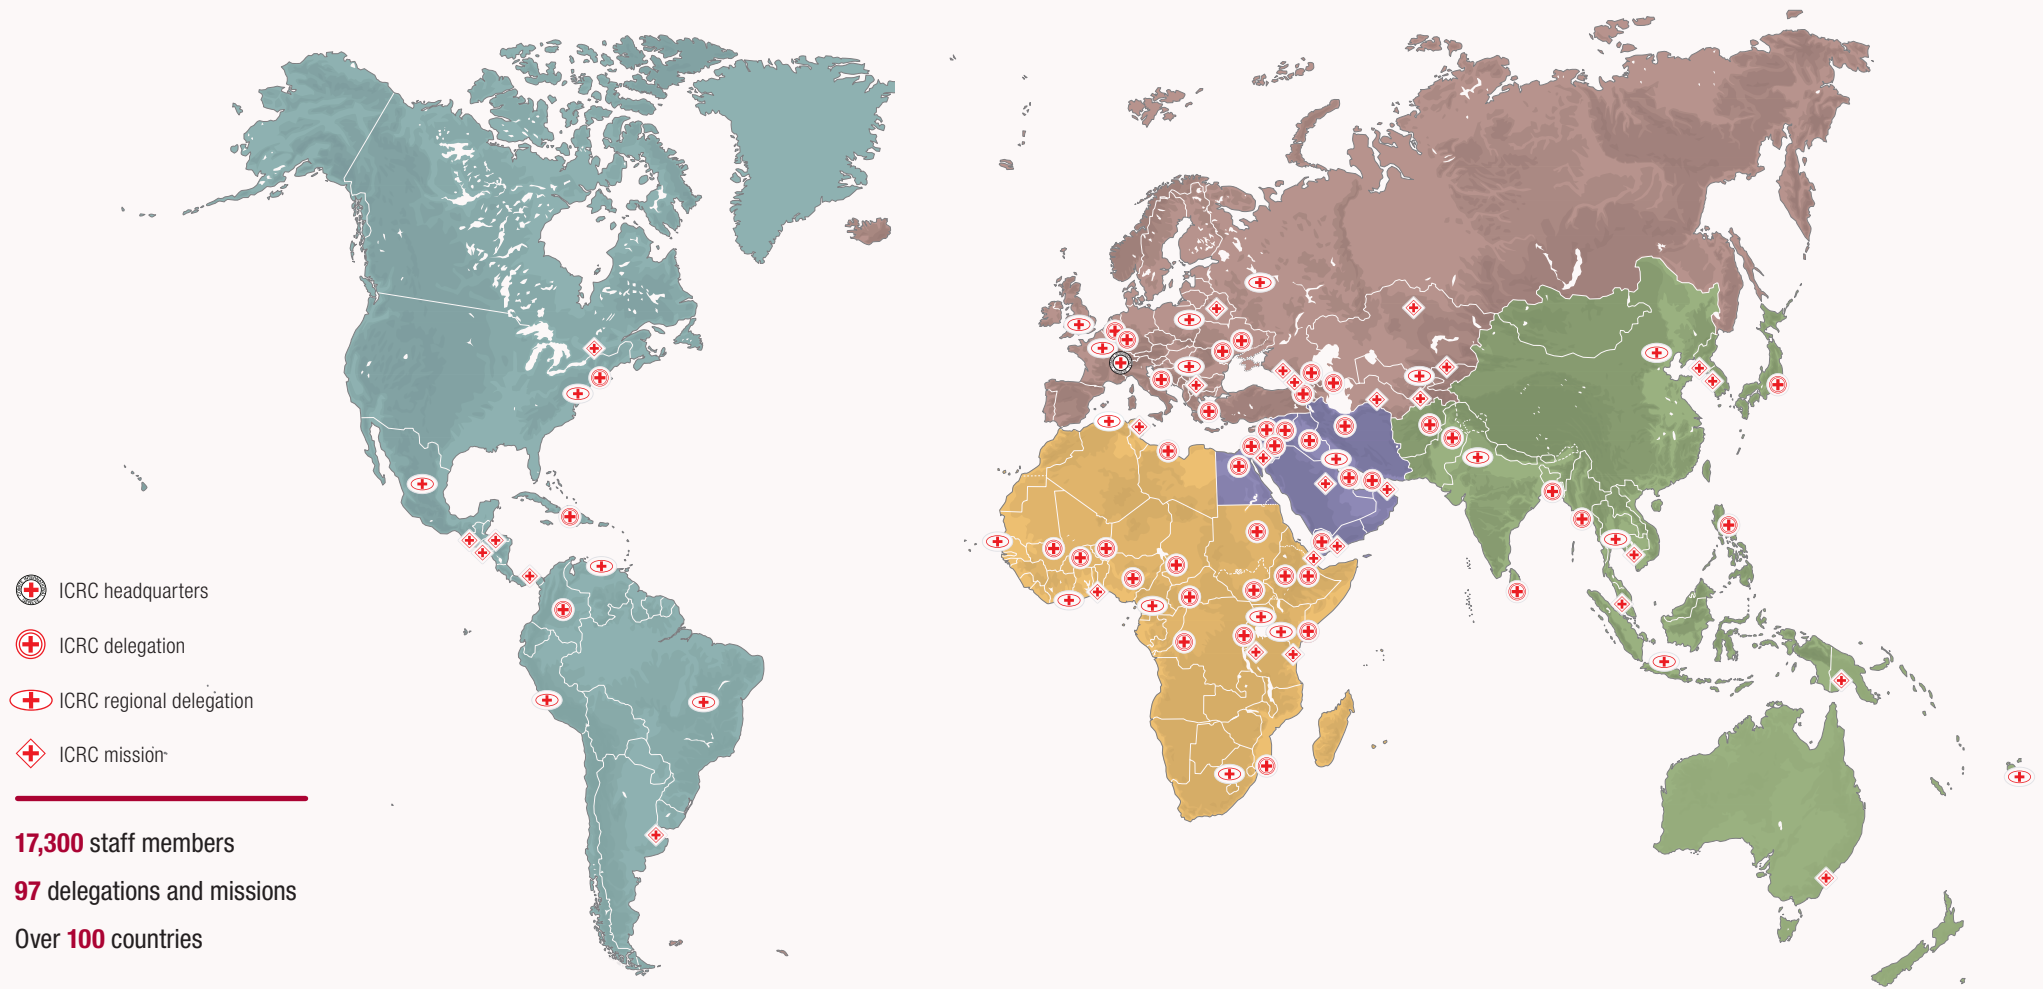 ICRC headquarters
ICRC delegation
ICRC regional delegation
ICRC mission
17,300 staff members
97 delegations and missions
Over 100 countries